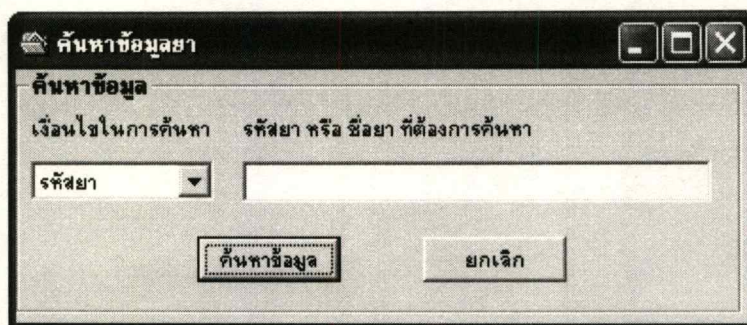 ค้นหาข้อมูลยา
ค้นหาข้อมูล
เงื่อนไขในการค้นหา รหัสยา หรือ ชื่อยา ที่ต้องการค้นหา
รหัสยา
ค้นหาข้อมูล ยกเลิก